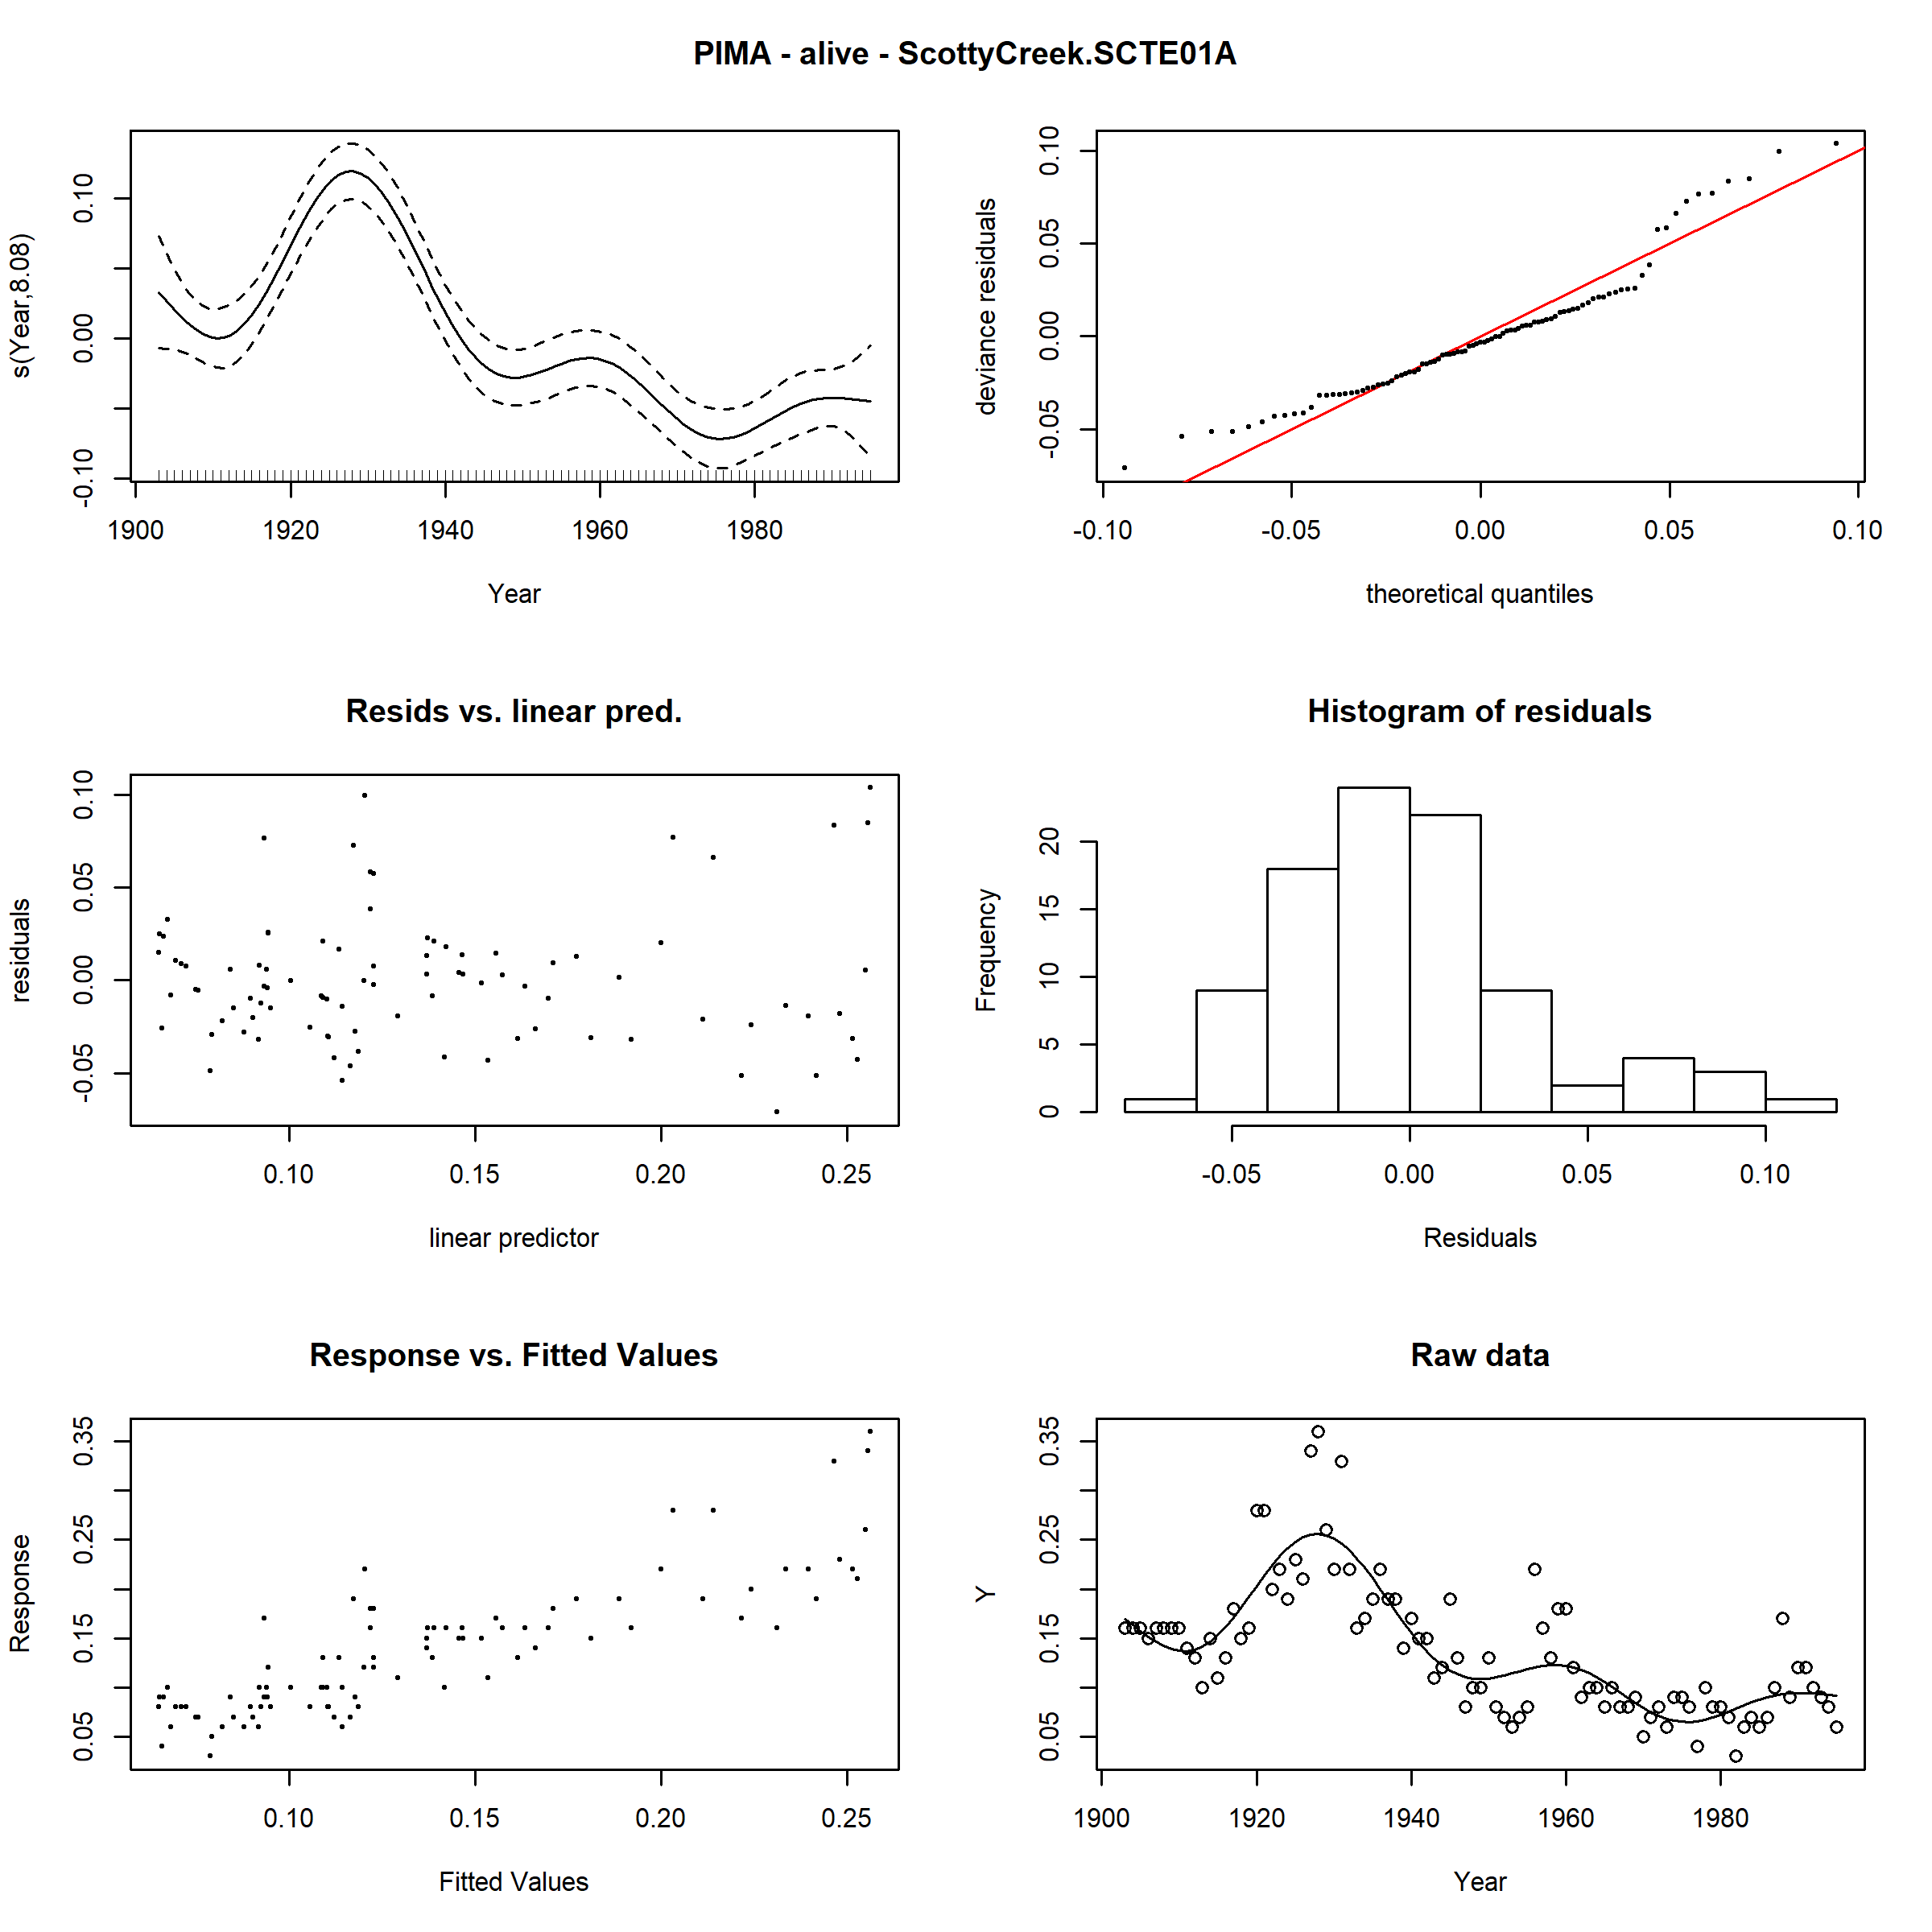 PIMA - alive - ScottyCreek.SCTE01A
s(Year,8.08)
0.10
0.00
-0.10
1900 1920 1940 1960 1980
Year
deviance residuals
0.10
0.05
0.00
-0.05
-0.10 -0.05 0.00 0.05 0.10
theoretical quantiles
Resids vs. linear pred.
residuals
0.10
0.05
0.00
-0.05
0.10 0.15 0.20 0.25
linear predictor
Histogram of residuals
Frequency
20
15
10
5
0
-0.05 0.00 0.05 0.10
Residuals
Response vs. Fitted Values
Response
0.35
0.25
0.15
0.05
0.10 0.15 0.20 0.25
Fitted Values
Raw data
Y
0.35
0.25
0.15
0.05
1900 1920 1940 1960 1980
Year